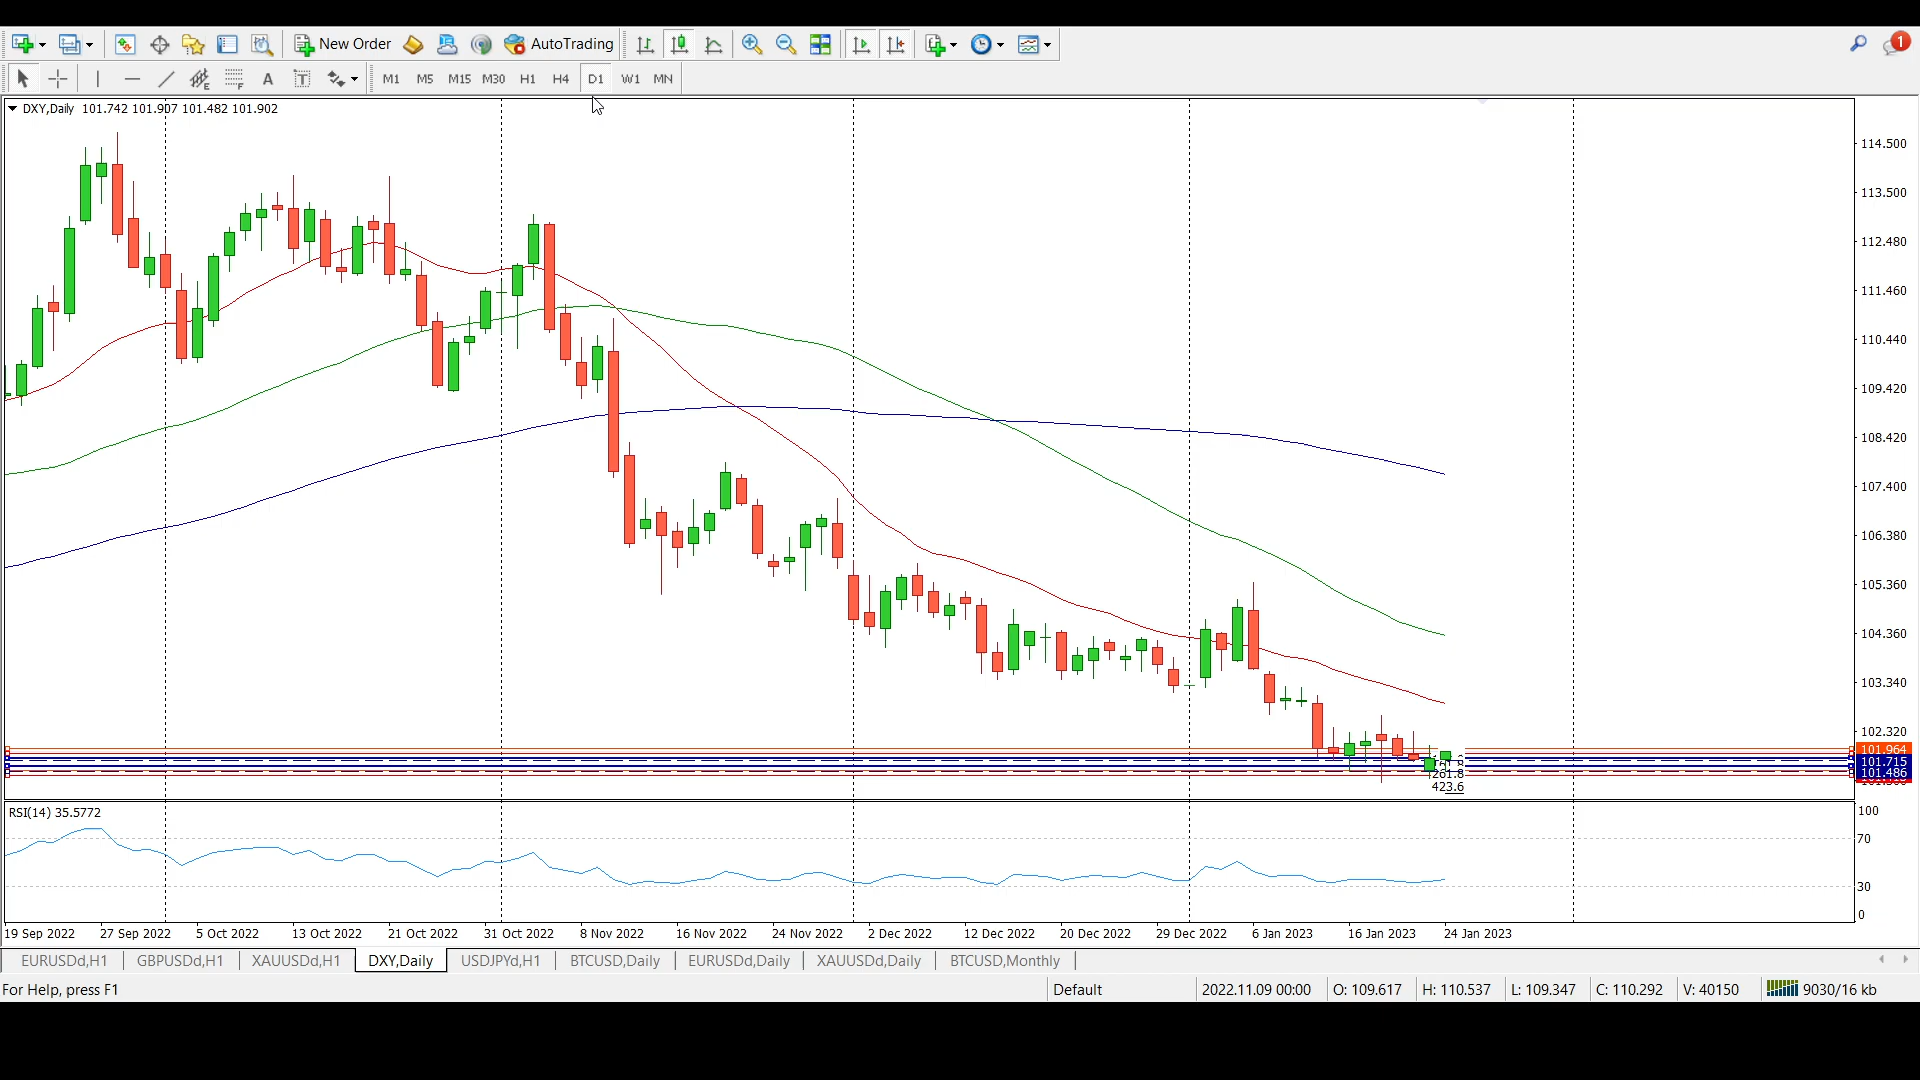 New Order
AutoTrading
1
A
T
M1 M5 M15 M30 H1 H4 D1 W1 MN
DXY,Daily 101.742 101.907 101.482 101.902
114.500
113.500
112.480
111.460
110.440
109.420
108.420
107.400
106.380
105.360
104.360
103.340
102.320
101.964
101.715
101.486
261.8
423.6
RSI(14) 35.5772
100
70
30
0
19 Sep 2022 27 Sep 2022 5 Oct 2022 13 Oct 2022 21 Oct 2022 31 Oct 2022 8 Nov 2022 16 Nov 2022 24 Nov 2022 2 Dec 2022 12 Dec 2022 20 Dec 2022 29 Dec 2022 6 Jan 2023 16 Jan 2023 24 Jan 2023
EURUSDd,H1 GBPUSDd,H1 XAUUSDd,H1 DXY,Daily USDJPYd,H1 BTCUSD,Daily EURUSDd,Daily XAUUSDd,Daily BTCUSD,Monthly
For Help, press F1 Default 2022.11.09 00:00 O: 109.617 H: 110.537 L: 109.347 C: 110.292 V: 40150 9030/16 kb